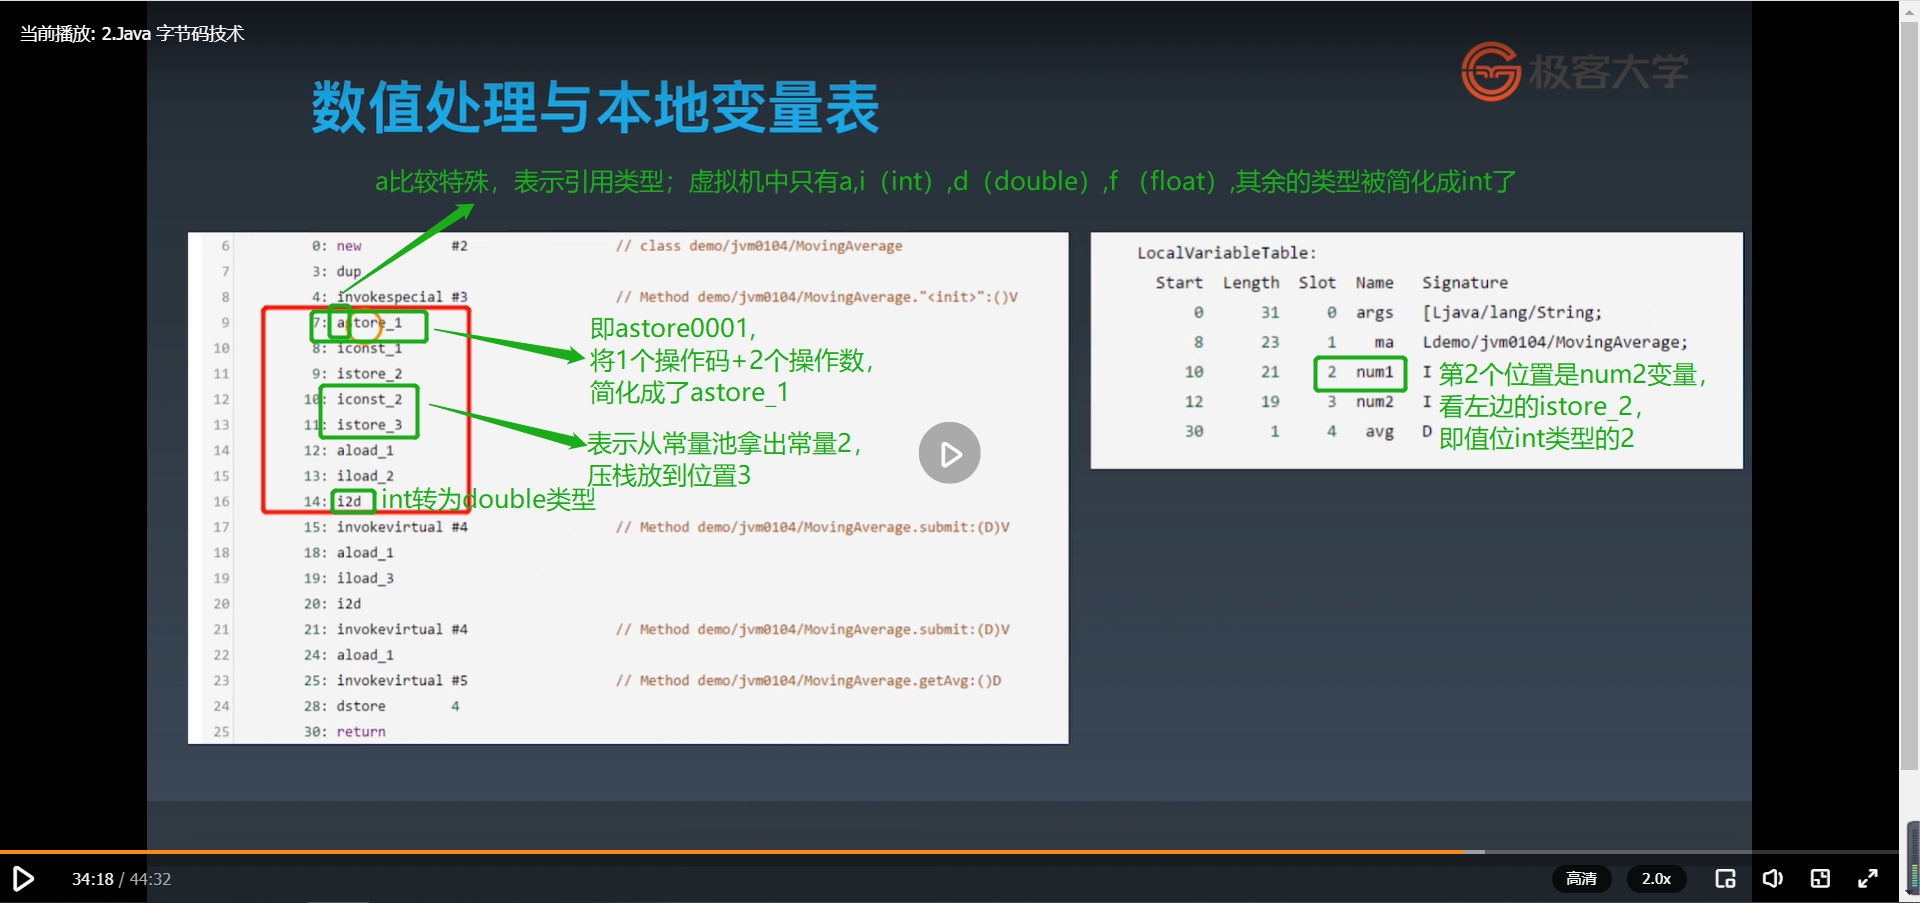 当前播放: 2.Java 字节码技术
极客大学
数值处理与本地变量表
a比较特殊，表示引用类型；虚拟机中只有a,i（int）,d（double）,f （float）,其余的类型被简化成int了
6 0: new #2 // class demo/jvm0104/MovingAverage
7 3: dup
8 4: invokespecial #3 // Method demo/jvm0104/MovingAverage."<init>":()V
9 7: astore_1
10 8: iconst_1
11 9: istore_2
12 10: iconst_2
13 11: istore_3
14 12: aload_1
15 13: iload_2
16 14: i2d
17 15: invokevirtual #4 // Method demo/jvm0104/MovingAverage.submit:(D)V
18 18: aload_1
19 19: iload_3
20 20: i2d
21 21: invokevirtual #4 // Method demo/jvm0104/MovingAverage.submit:(D)V
22 24: aload_1
23 25: invokevirtual #5 // Method demo/jvm0104/MovingAverage.getAvg:()D
24 28: dstore 4
25 30: return
即astore0001,
将1个操作码+2个操作数，
简化成了astore_1
表示从常量池拿出常量2，
压栈放到位置3
int转为double类型
LocalVariableTable:
Start Length Slot Name Signature
0 31 0 args [Ljava/lang/String;
8 23 1 ma Ldemo/jvm0104/MovingAverage;
10 21 2 num1 I
12 19 3 num2 I
30 1 4 avg D
第2个位置是num2变量，
看左边的istore_2，
即值位int类型的2
34:18 / 44:32
高清
2.0x